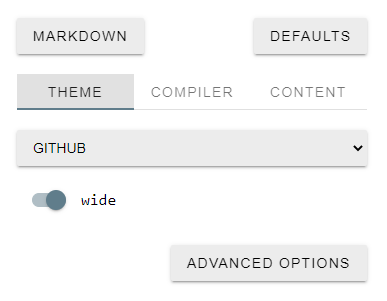 MARKDOWN DEFAULTS
THEME COMPILER CONTENT
GITHUB
wide
ADVANCED OPTIONS